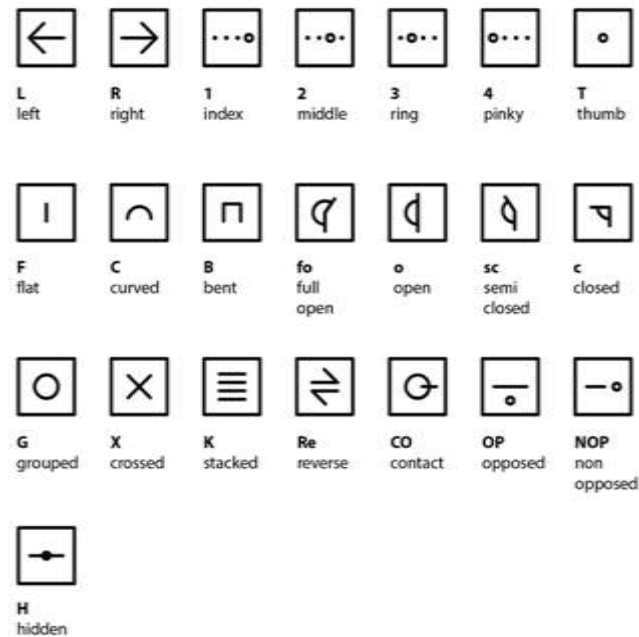 L R 1 2 3 4 T
left right index middle ring pinky thumb
F C B fo o sc c
flat curved bent full open semi closed
open closed
G X K Re CO OP NOP
grouped crossed stacked reverse contact opposed non
opposed
H
hidden